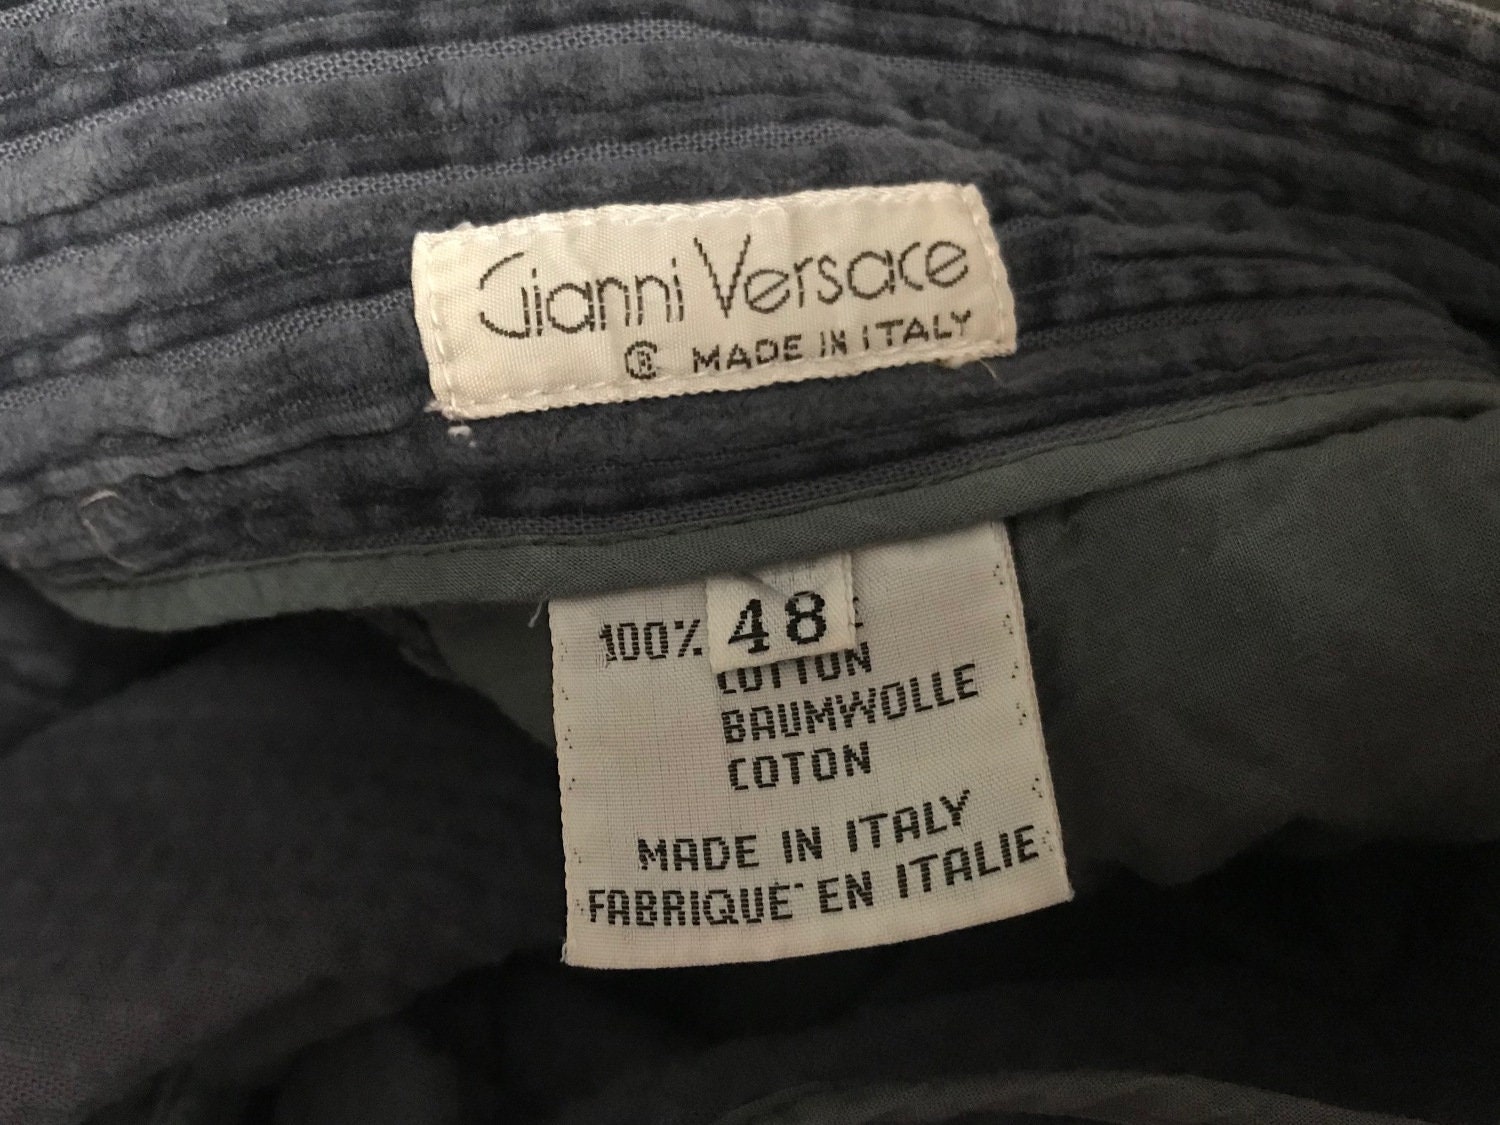 Gianni Versace
® MADE IN ITALY
48
100%
COTTON
BAUMWOLLE
COTON
MADE IN ITALY
FABRIQUE EN ITALIE